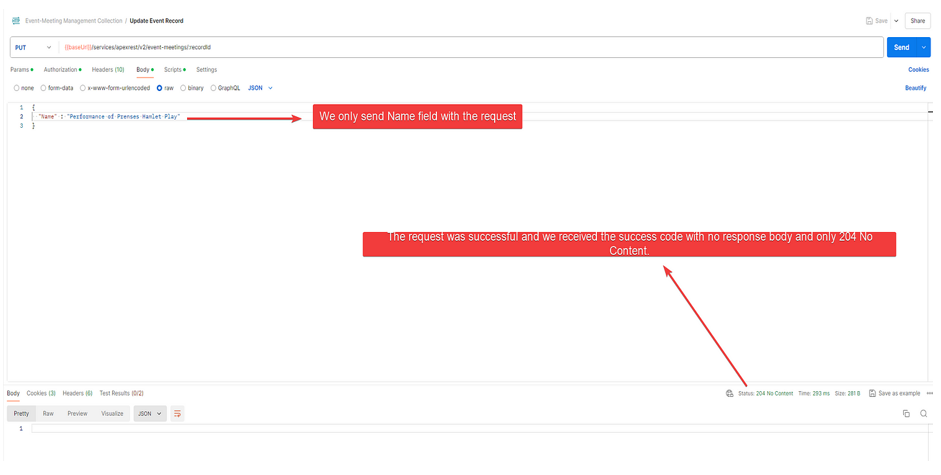 Event-Meeting Management Collection / Update Event Record
Save
Share
PUT
{{baseUrl}}/services/apexrest/v2/event-meetings/:recordId
Send
Params
Authorization
Headers (10)
Body
Scripts
Settings
Cookies
none
form-data
x-www-form-urlencoded
raw
binary
GraphQL
JSON
Beautify
1 {
2 "Name" : "Performance of Prenses Hamlet Play"
3 }
We only send Name field with the request
The request was successful and we received the success code with no response body and only 204 No
Content.
Body
Cookies (3)
Headers (6)
Test Results (0/2)
Status: 204 No Content
Time: 293 ms
Size: 281 B
Save as example
Pretty
Raw
Preview
Visualize
JSON
1